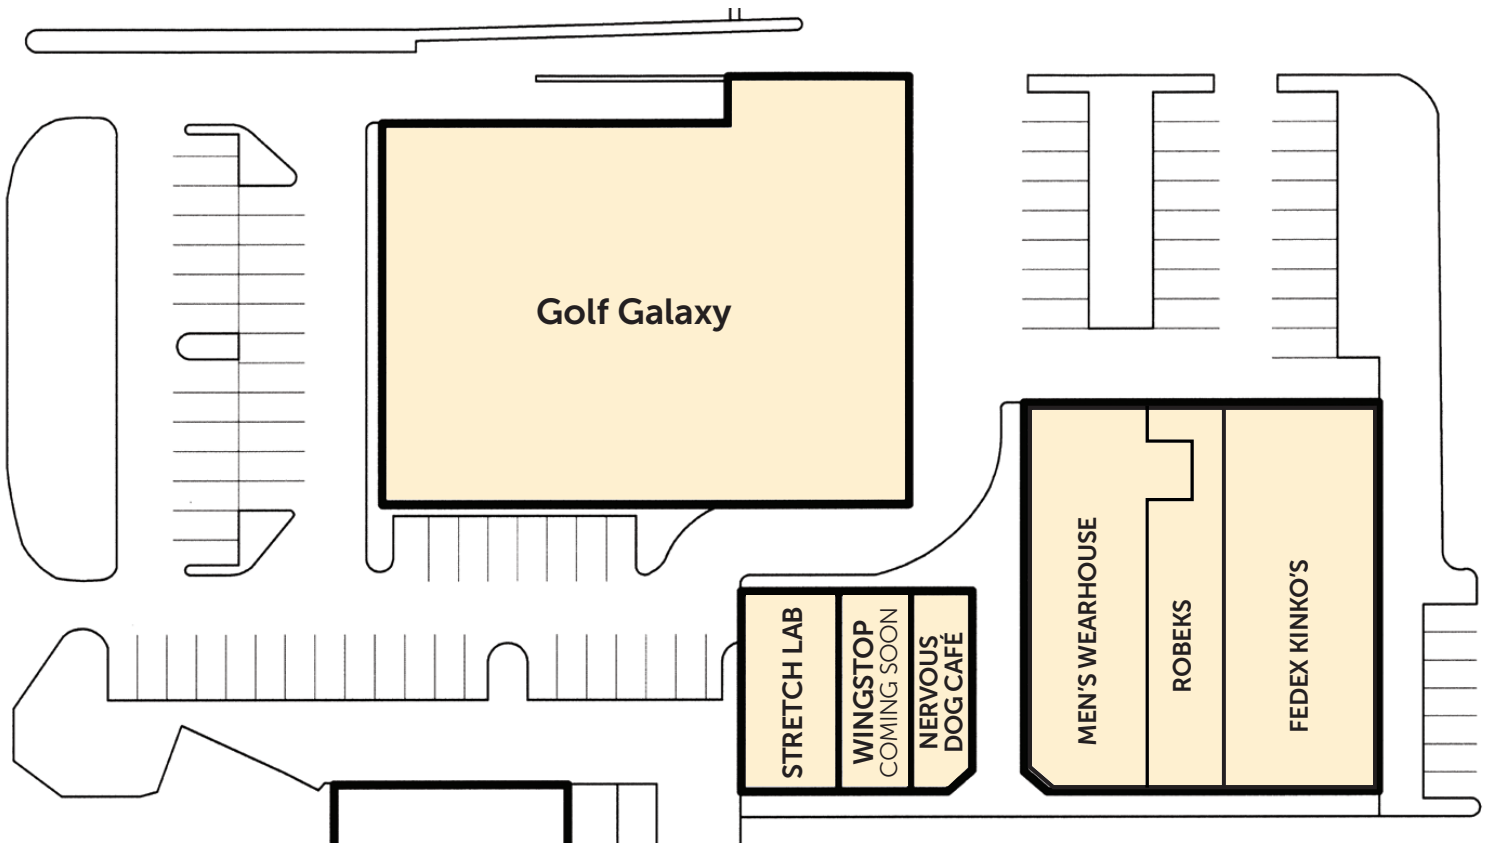 Golf Galaxy
STRETCH LAB
WINGSTOP
COMING SOON
NERVOUS
DOG CAFÉ
MEN'S WEARHOUSE
ROBEKS
FEDEX KINKO'S